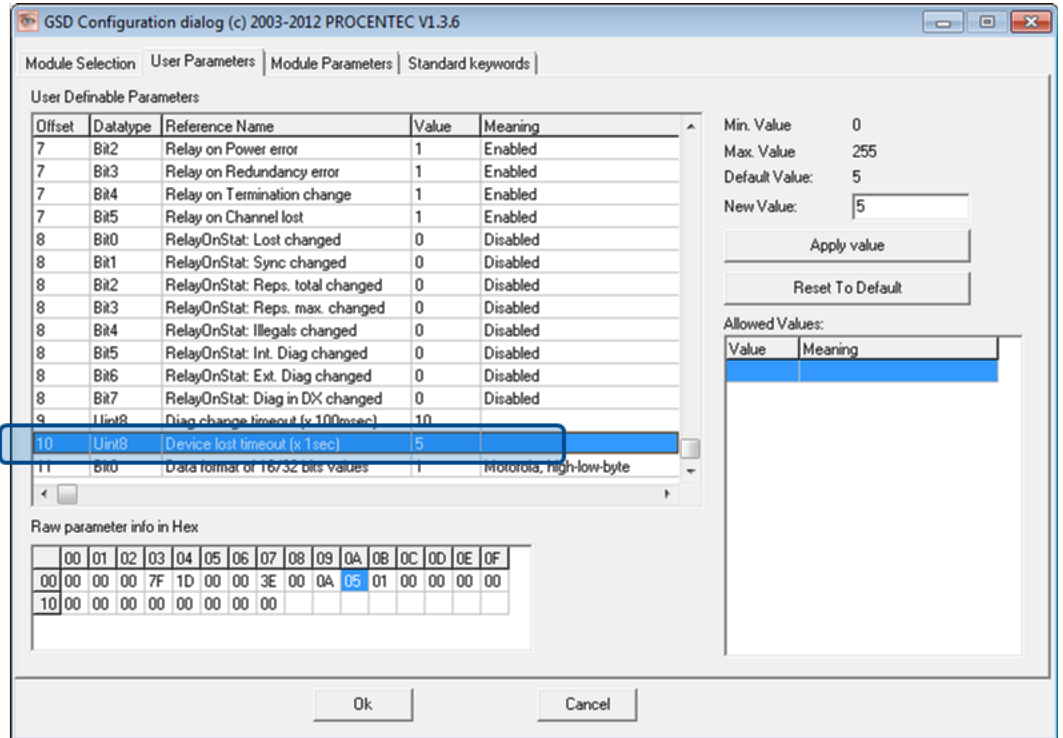 GSD Configuration dialog (c) 2003-2012 PROCENTEC V1.3.6
Module Selection User Parameters Module Parameters Standard keywords
User Definable Parameters
Offset Datatype Reference Name Value Meaning
7 Bit2 Relay on Power error 1 Enabled
7 Bit3 Relay on Redundancy error 1 Enabled
7 Bit4 Relay on Termination change 1 Enabled
7 Bit5 Relay on Channel lost 1 Enabled
8 Bit0 RelayOnStat: Lost changed 0 Disabled
8 Bit1 RelayOnStat: Sync changed 0 Disabled
8 Bit2 RelayOnStat: Reps. total changed 0 Disabled
8 Bit3 RelayOnStat: Reps. max. changed 0 Disabled
8 Bit4 RelayOnStat: Illegals changed 0 Disabled
8 Bit5 RelayOnStat: Int. Diag changed 0 Disabled
8 Bit6 RelayOnStat: Ext. Diag changed 0 Disabled
8 Bit7 RelayOnStat: Diag in DX changed 0 Disabled
9 Uint8 Diag change timeout (x 100msec) 10
10 Uint8 Device lost timeout (x 1sec) 5
11 Bit0 Data format of 16/32 bits values 1 Motorola, high-low-byte
Min. Value 0
Max. Value 255
Default Value: 5
New Value: 5
Apply value
Reset To Default
Allowed Values:
Value Meaning
Raw parameter info in Hex
00 01 02 03 04 05 06 07 08 09 0A 0B 0C 0D 0E 0F
00 00 00 00 7F 1D 00 00 3E 00 0A 05 01 00 00 00 00
10 00 00 00 00 00 00 00 00
Ok Cancel